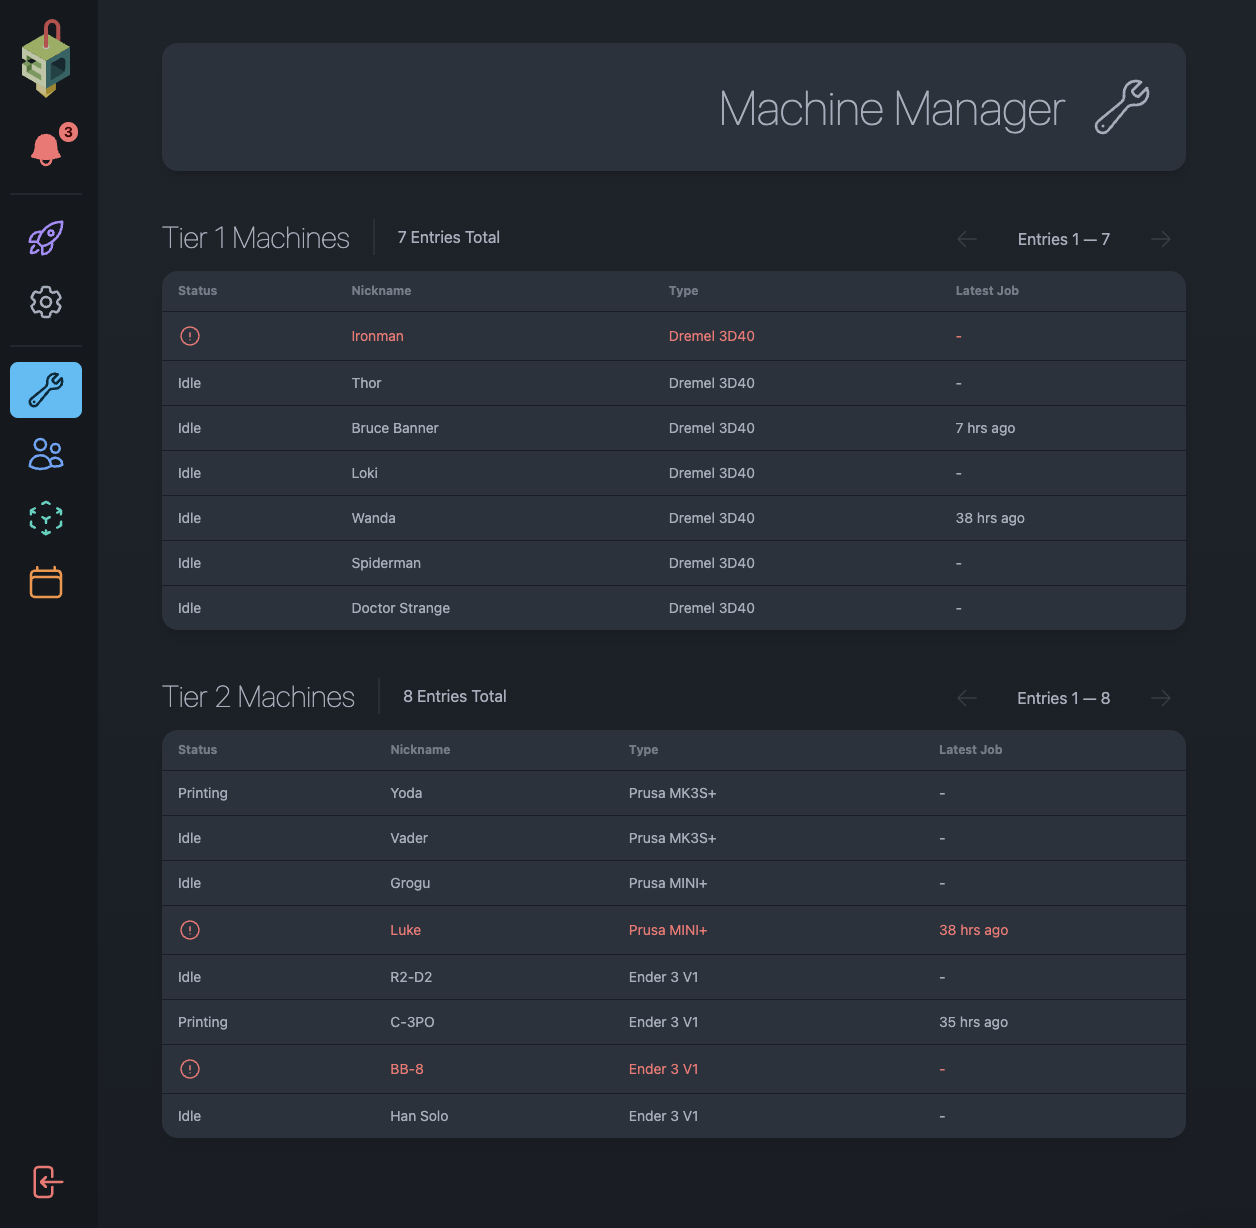 Machine Manager
3
Tier 1 Machines
7 Entries Total
Entries 1 — 7
Status Nickname Type Latest Job
Ironman Dremel 3D40 -
Idle Thor Dremel 3D40 -
Idle Bruce Banner Dremel 3D40 7 hrs ago
Idle Loki Dremel 3D40 -
Idle Wanda Dremel 3D40 38 hrs ago
Idle Spiderman Dremel 3D40 -
Idle Doctor Strange Dremel 3D40 -
Tier 2 Machines
8 Entries Total
Entries 1 — 8
Status Nickname Type Latest Job
Printing Yoda Prusa MK3S+ -
Idle Vader Prusa MK3S+ -
Idle Grogu Prusa MINI+ -
Luke Prusa MINI+ 38 hrs ago
Idle R2-D2 Ender 3 V1 -
Printing C-3PO Ender 3 V1 35 hrs ago
BB-8 Ender 3 V1 -
Idle Han Solo Ender 3 V1 -